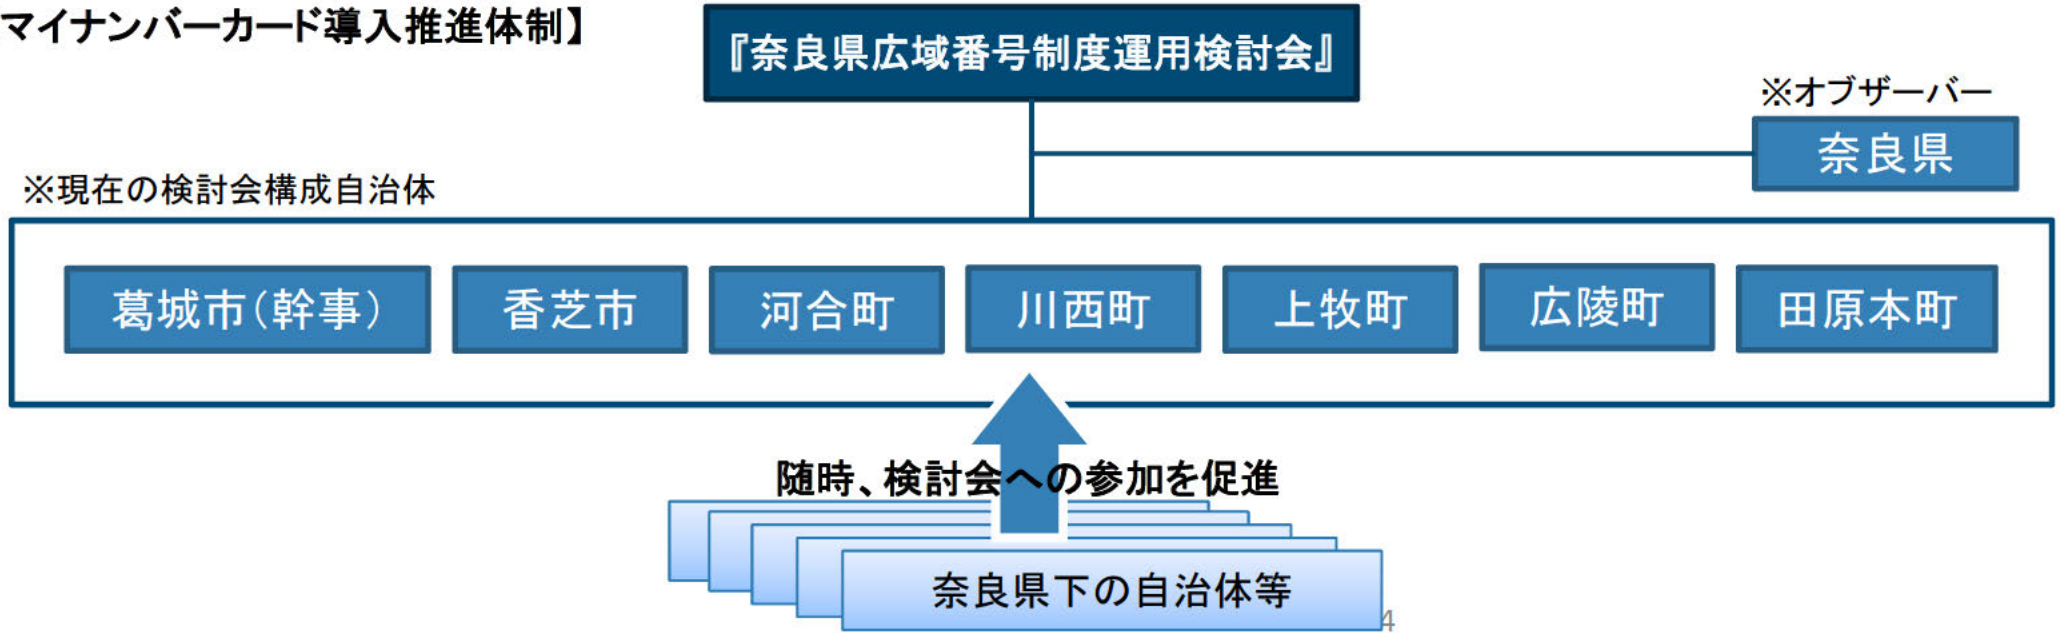 マイナンバーカード導入推進体制】
『奈良県広域番号制度運用検討会』
※オブザーバー
奈良県
※現在の検討会構成自治体
葛城市(幹事)
香芝市
河合町
川西町
上牧町
広陵町
田原本町
随時、検討会への参加を促進
奈良県下の自治体等
4